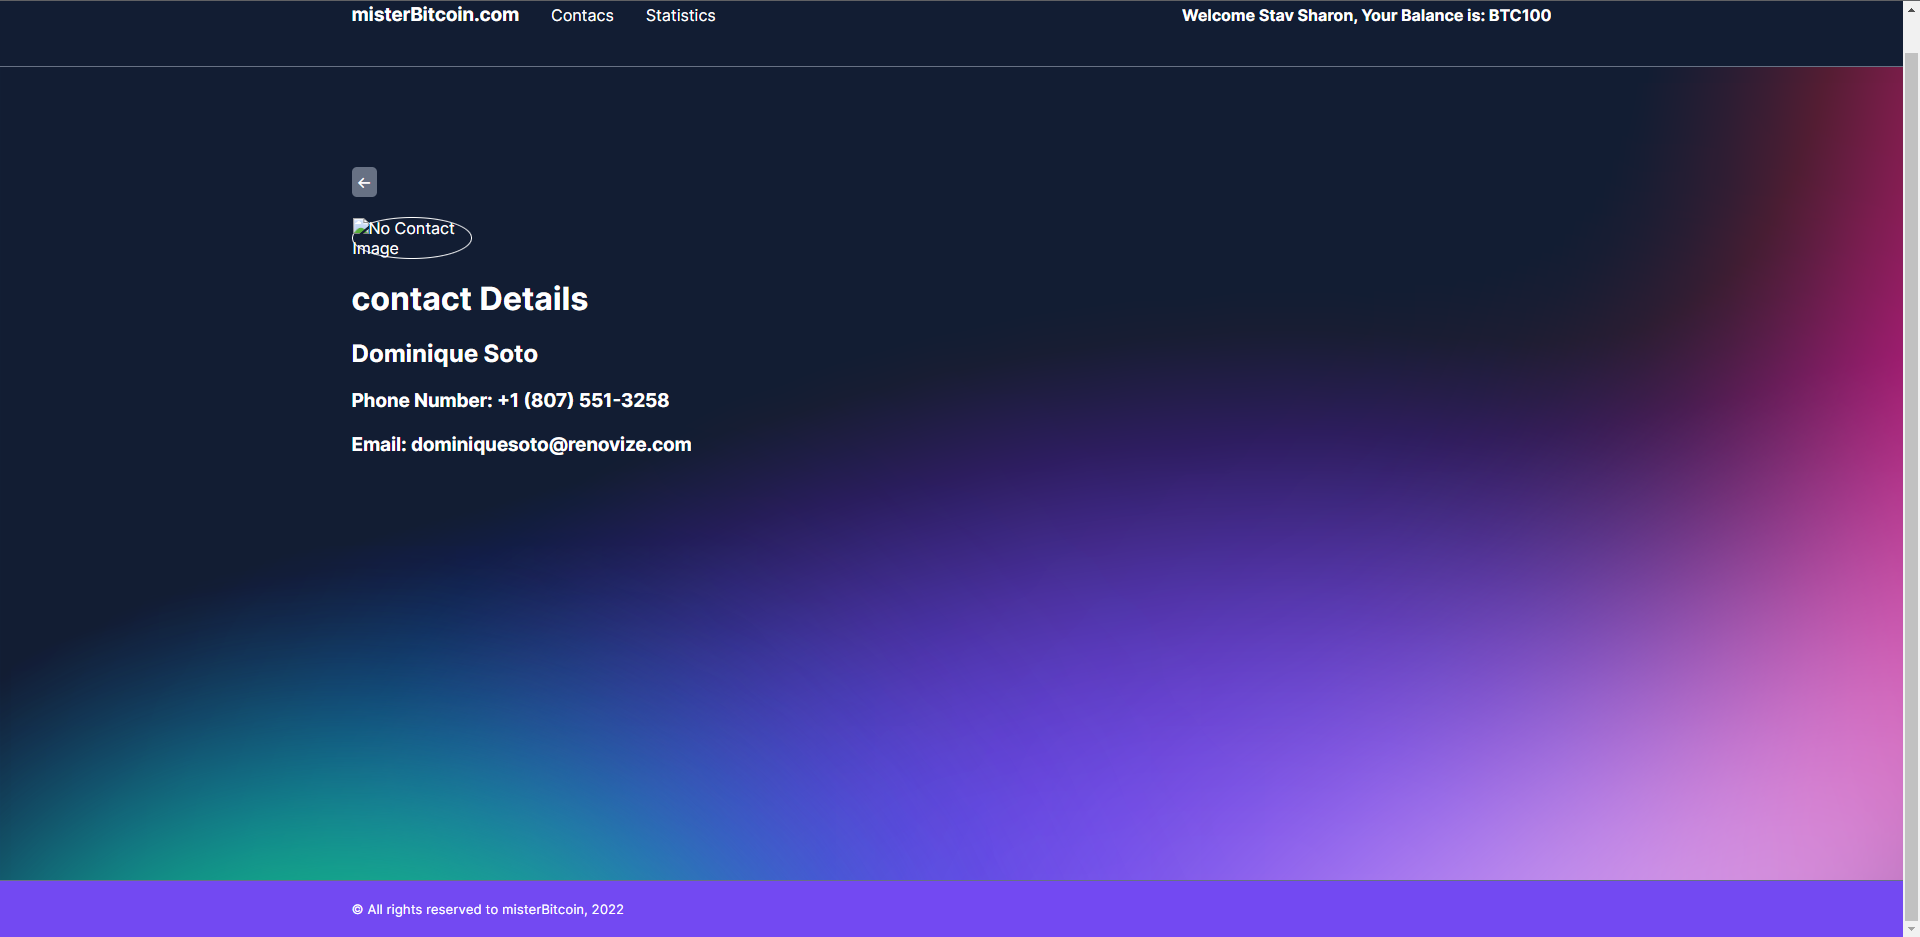 misterBitcoin.com Contacs Statistics Welcome Stav Sharon, Your Balance is: BTC100
No Contact
Image
contact Details
Dominique Soto
Phone Number: +1 (807) 551-3258
Email: dominiquesoto@renovize.com
© All rights reserved to misterBitcoin, 2022